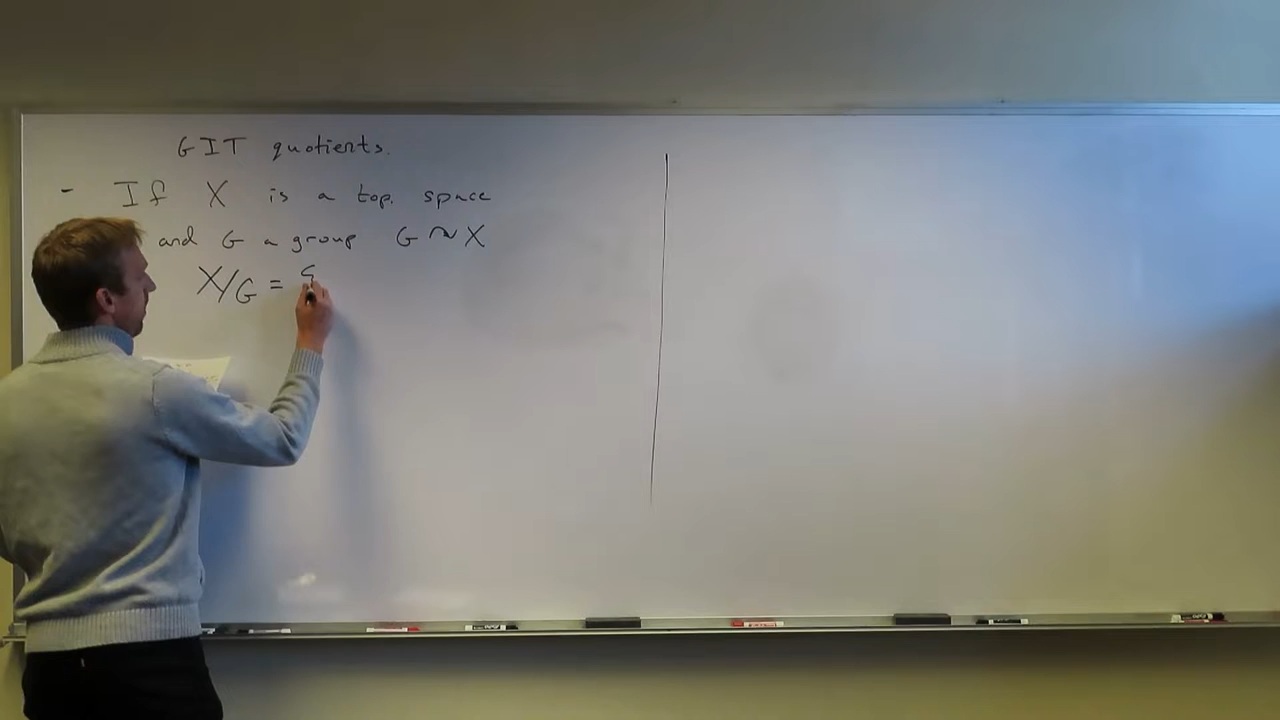 GIT quotients.
- If X is a top. space
and G a group G ↷ X
X/G = {